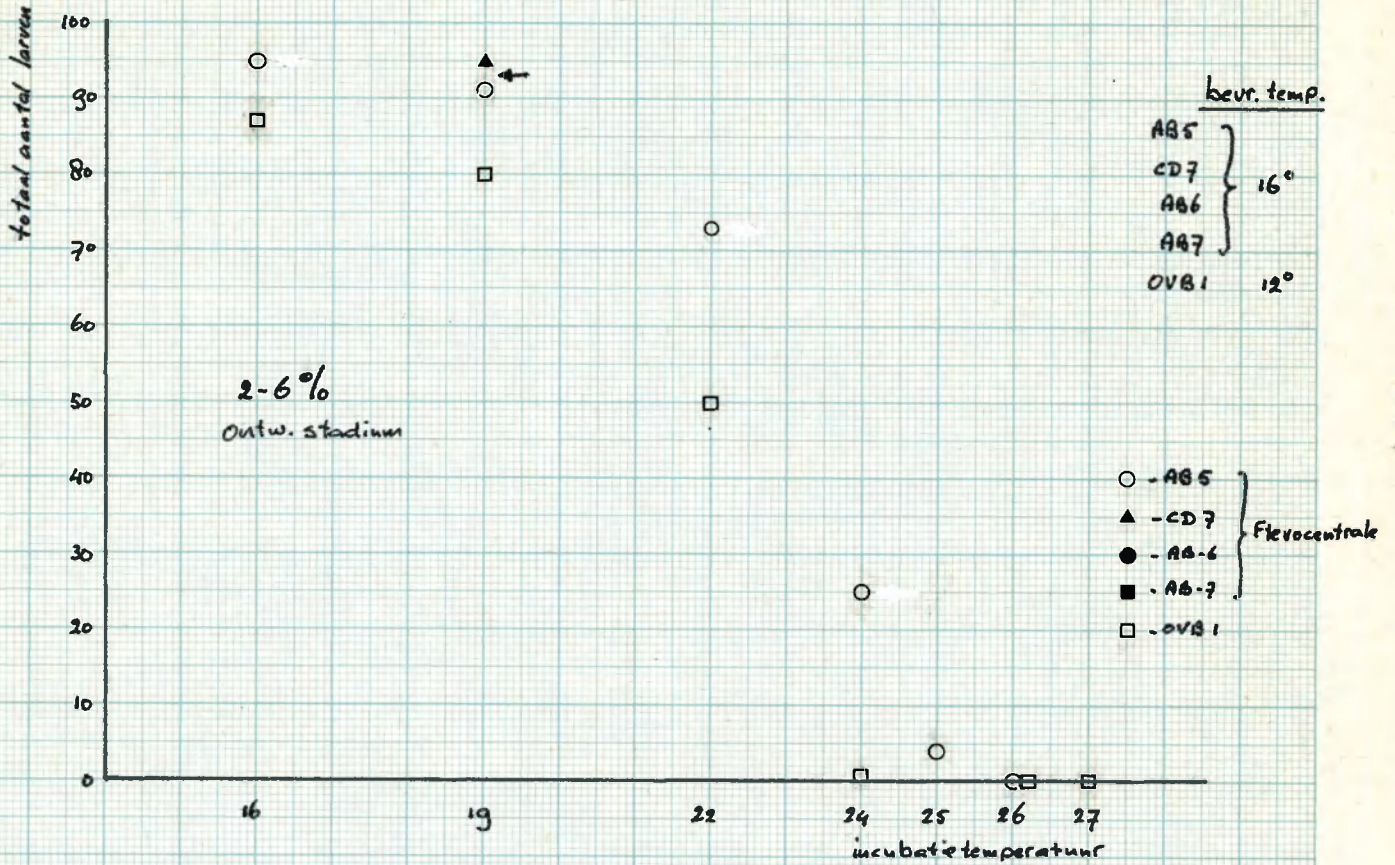 totaal aantal larven
100
90
80
70
60
50
40
30
20
10
0
16
19
22
24
25
26
27
incubatietemperatuur
2-6%
ontw. stadium
bevr. temp.
AB5
CD7
AB6
AB7
16°
OVB1 12°
- AB5
- CD7
- AB-6
- AB-7
Flevocentrale
- OVB1